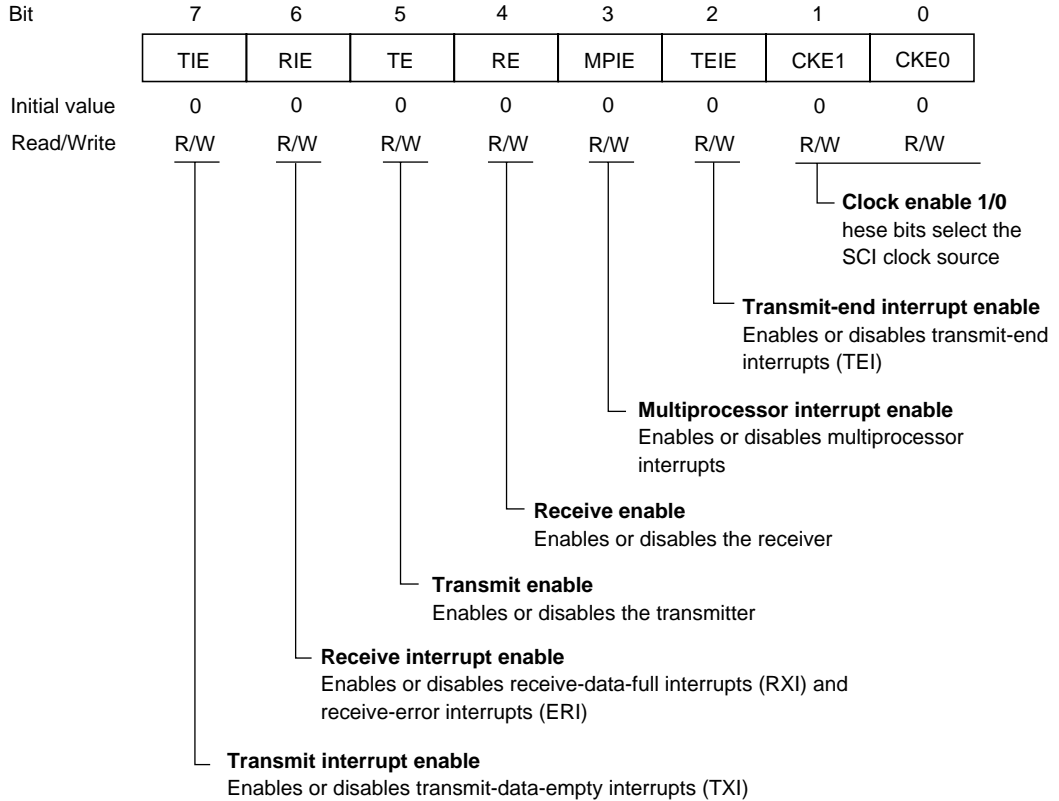 Bit 7 6 5 4 3 2 1 0
TIE RIE TE RE MPIE TEIE CKE1 CKE0
Initial value 0 0 0 0 0 0 0 0
Read/Write R/W R/W R/W R/W R/W R/W R/W R/W
Clock enable 1/0
hese bits select the
SCI clock source
Transmit-end interrupt enable
Enables or disables transmit-end
interrupts (TEI)
Multiprocessor interrupt enable
Enables or disables multiprocessor
interrupts
Receive enable
Enables or disables the receiver
Transmit enable
Enables or disables the transmitter
Receive interrupt enable
Enables or disables receive-data-full interrupts (RXI) and
receive-error interrupts (ERI)
Transmit interrupt enable
Enables or disables transmit-data-empty interrupts (TXI)